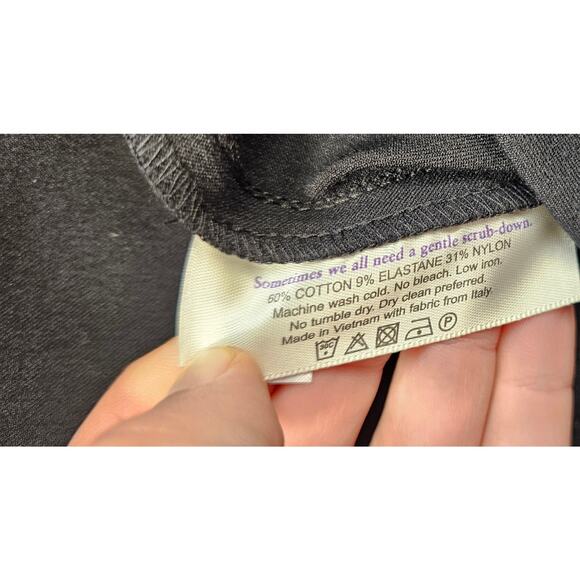 Sometimes we all need a gentle scrub-down.
60% COTTON 9% ELASTANE 31% NYLON
Machine wash cold. No bleach. Low iron.
No tumble dry. Dry clean preferred.
Made in Vietnam with fabric from Italy
30C P